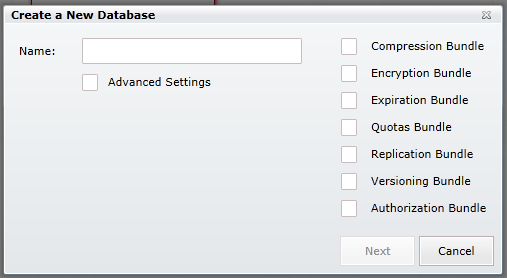 Create a New Database
Name:
Advanced Settings
Compression Bundle
Encryption Bundle
Expiration Bundle
Quotas Bundle
Replication Bundle
Versioning Bundle
Authorization Bundle
Next
Cancel